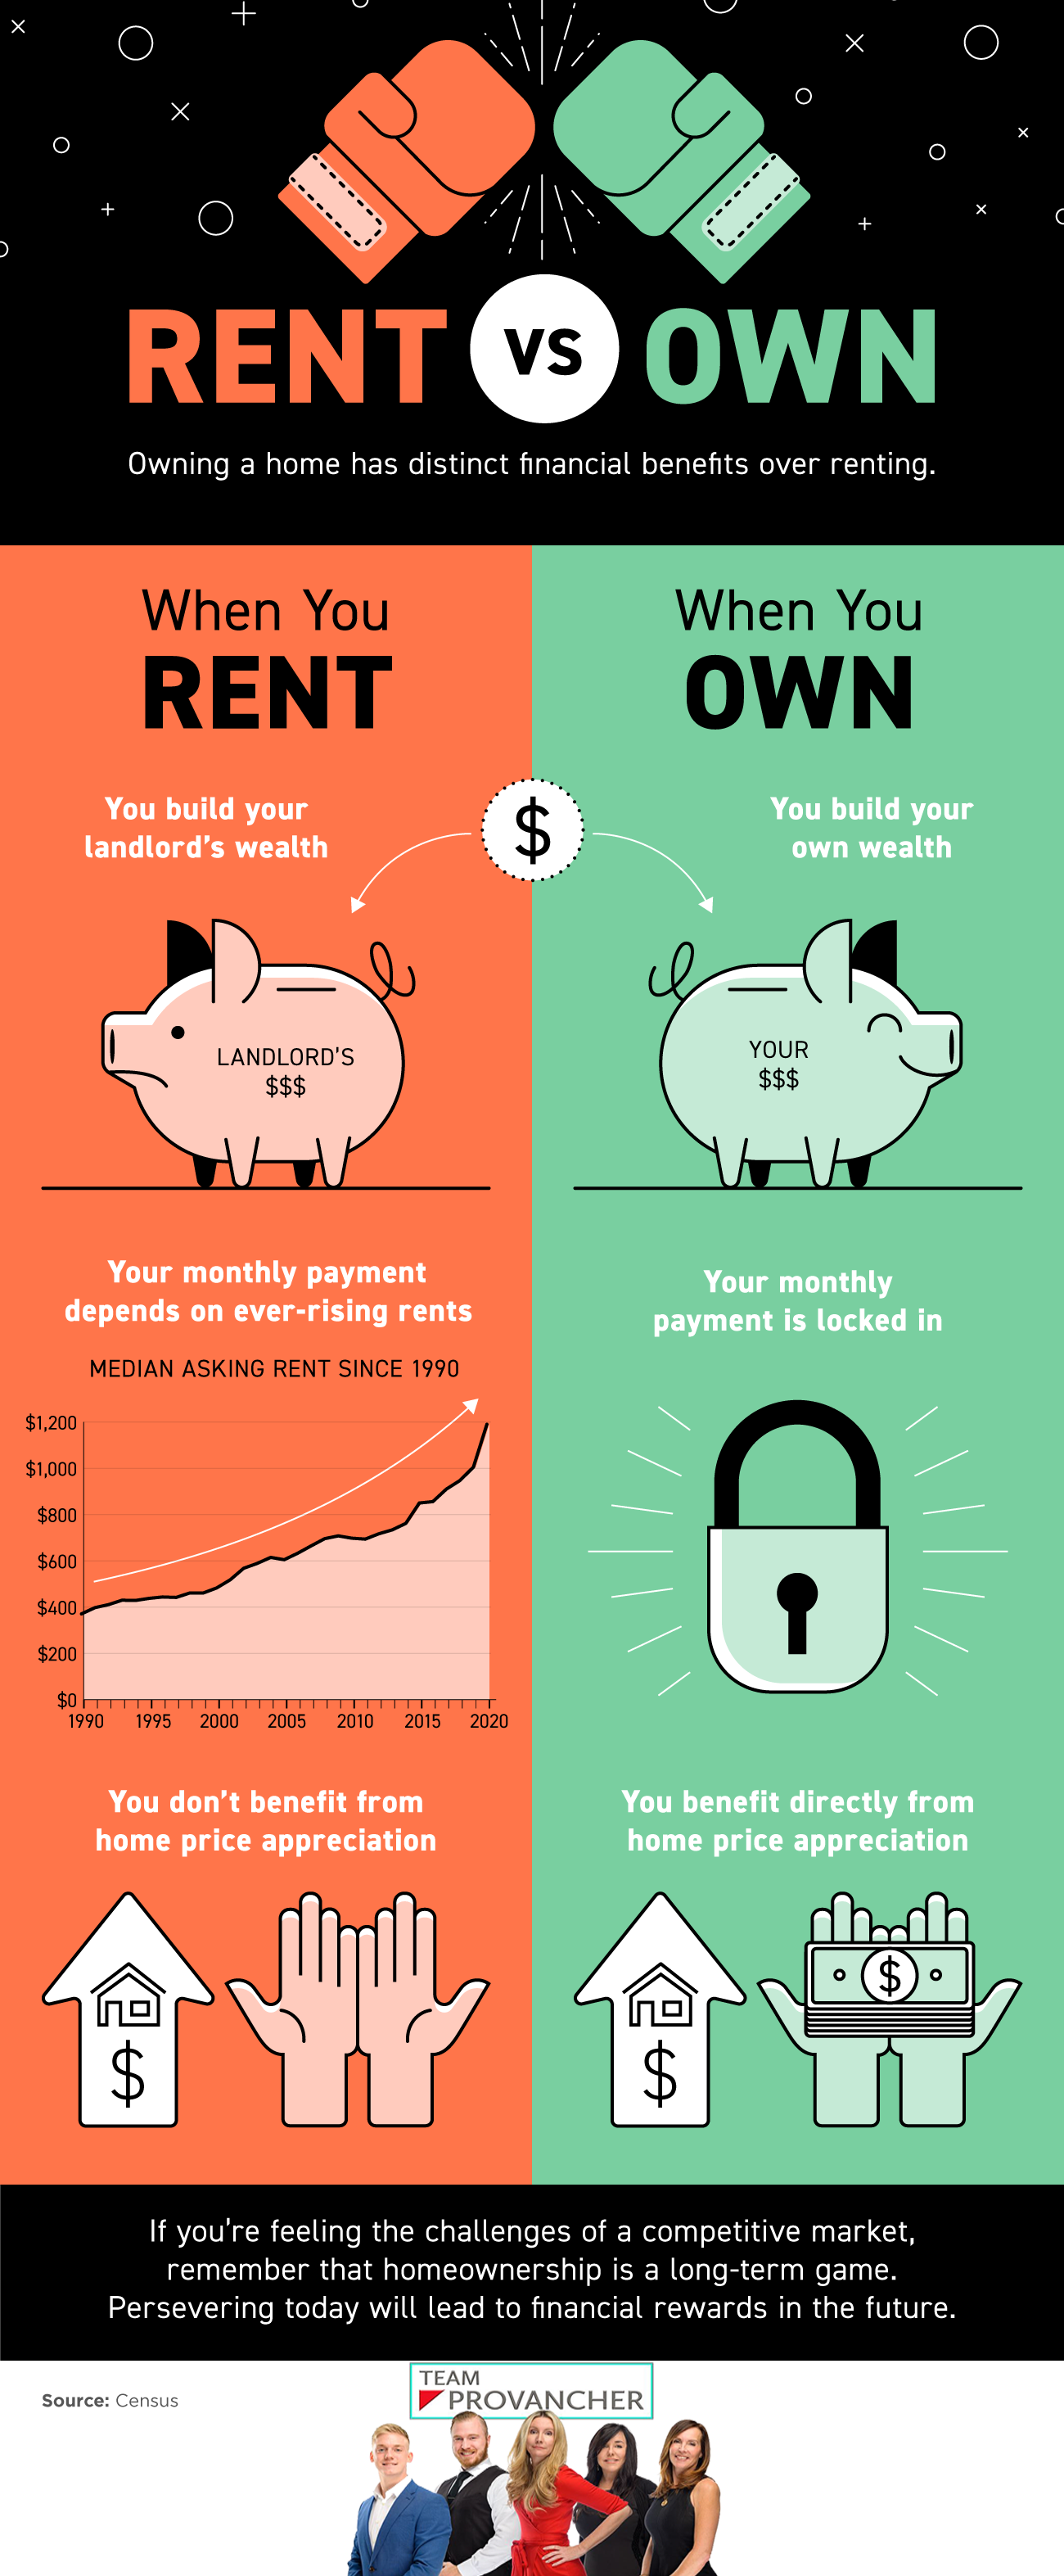 RENT VS OWN
Owning a home has distinct financial benefits over renting.
When You
RENT
You build your
landlord's wealth
$
LANDLORD'S
$$$
Your monthly payment
depends on ever-rising rents
MEDIAN ASKING RENT SINCE 1990
$1,200
$1,000
$800
$600
$400
$200
$0
1990 1995 2000 2005 2010 2015 2020
You don't benefit from
home price appreciation
$
When You
OWN
You build your
own wealth
YOUR
$$$
Your monthly
payment is locked in
You benefit directly from
home price appreciation
$
$
If you're feeling the challenges of a competitive market,
remember that homeownership is a long-term game.
Persevering today will lead to financial rewards in the future.
Source: Census
TEAM
PROVANCHER